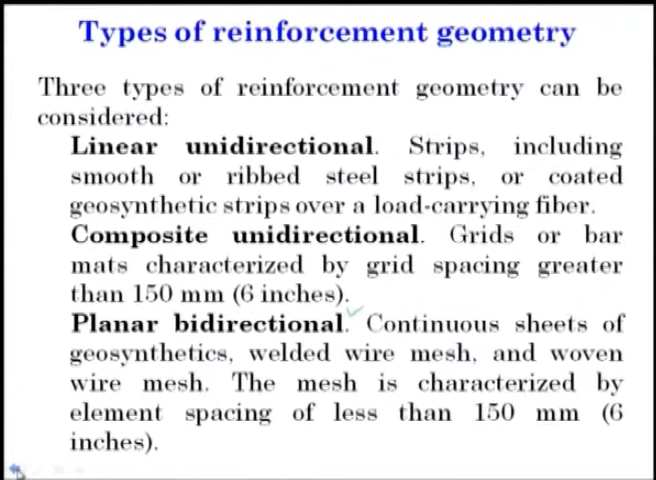 Types of reinforcement geometry
Three types of reinforcement geometry can be
considered:
Linear unidirectional. Strips, including
smooth or ribbed steel strips, or coated
geosynthetic strips over a load-carrying fiber.
Composite unidirectional. Grids or bar
mats characterized by grid spacing greater
than 150 mm (6 inches).
Planar bidirectional. Continuous sheets of
geosynthetics, welded wire mesh, and woven
wire mesh. The mesh is characterized by
element spacing of less than 150 mm (6
inches).